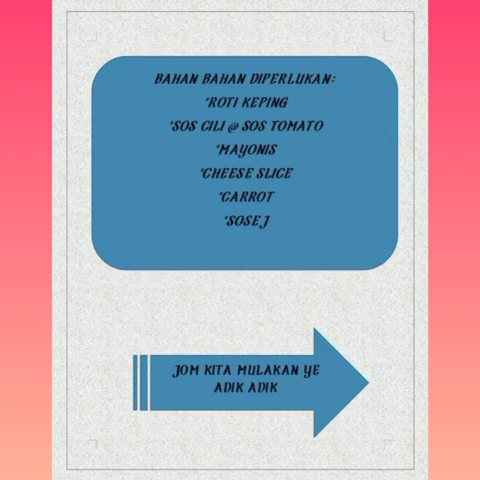 BAHAN BAHAN DIPERLUKAN:
*ROTI KEPING
*SOS CILI @ SOS TOMATO
*MAYONIS
*CHEESE SLICE
*CARROT
*SOSEJ
JOM KITA MULAKAN YE
ADIK ADIK